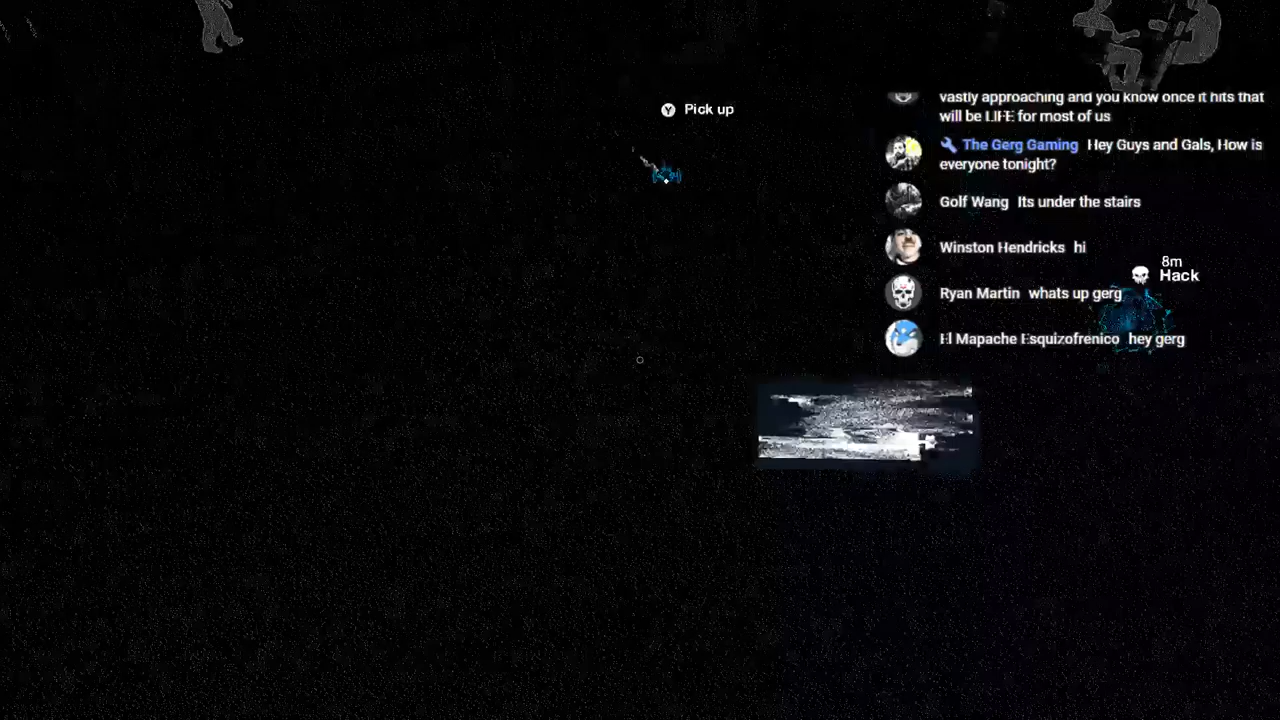 Y Pick up
vastly approaching and you know once it hits that
will be LIFE for most of us
The Gerg Gaming Hey Guys and Gals, How is
everyone tonight?
Golf Wang Its under the stairs
Winston Hendricks hi
8m
Hack
Ryan Martin whats up gerg
El Mapache Esquizofrenico hey gerg